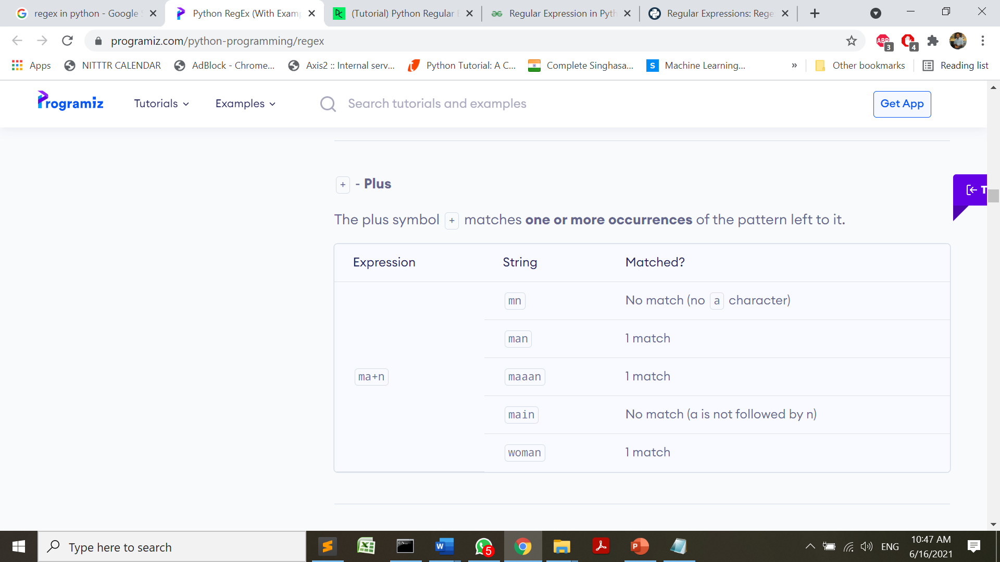 regex in python - Google
Python RegEx (With Exam
(Tutorial) Python Regular
Regular Expression in Pyth
Regular Expressions: Rege
programiz.com/python-programming/regex
ABP 3
4
Apps
NITTTR CALENDAR
AdBlock - Chrome...
Axis2 :: Internal serv...
Python Tutorial: A C...
Complete Singhasa...
S
Machine Learning...
»
Other bookmarks
Reading list
Programiz
Tutorials
Examples
Search tutorials and examples
Get App
+ - Plus
T
The plus symbol + matches one or more occurrences of the pattern left to it.
Expression String Matched?
mn No match (no a character)
man 1 match
ma+n maaan 1 match
main No match (a is not followed by n)
woman 1 match
Type here to search
5
ENG
10:47 AM
6/16/2021